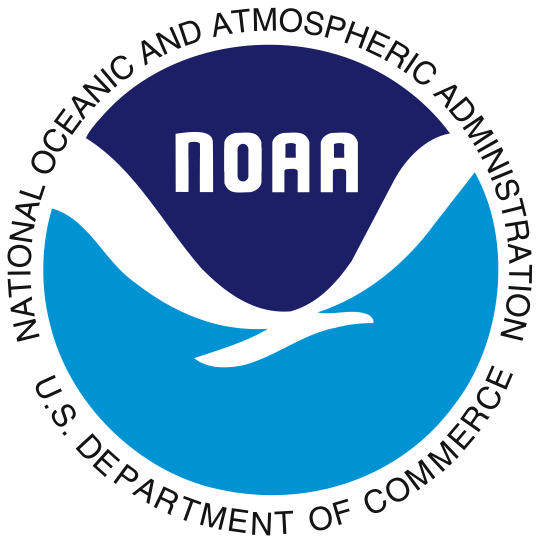 NATIONAL OCEANIC AND ATMOSPHERIC ADMINISTRATION
NOAA
U.S. DEPARTMENT OF COMMERCE